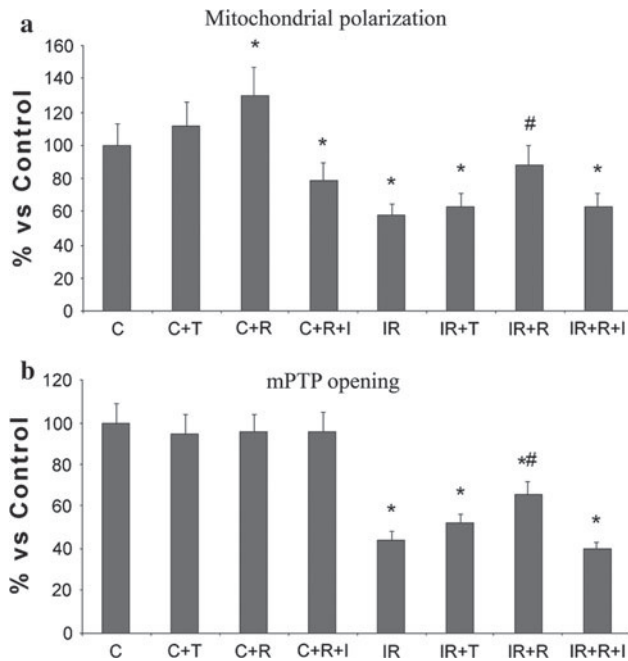 a
Mitochondrial polarization
% vs Control
160
140
120
100
80
60
40
20
0
*
*
*
*
#
*
C
C+T
C+R
C+R+I
IR
IR+T
IR+R
IR+R+I
b
mPTP opening
% vs Control
120
100
80
60
40
20
0
*
*
*#
*
C
C+T
C+R
C+R+I
IR
IR+T
IR+R
IR+R+I